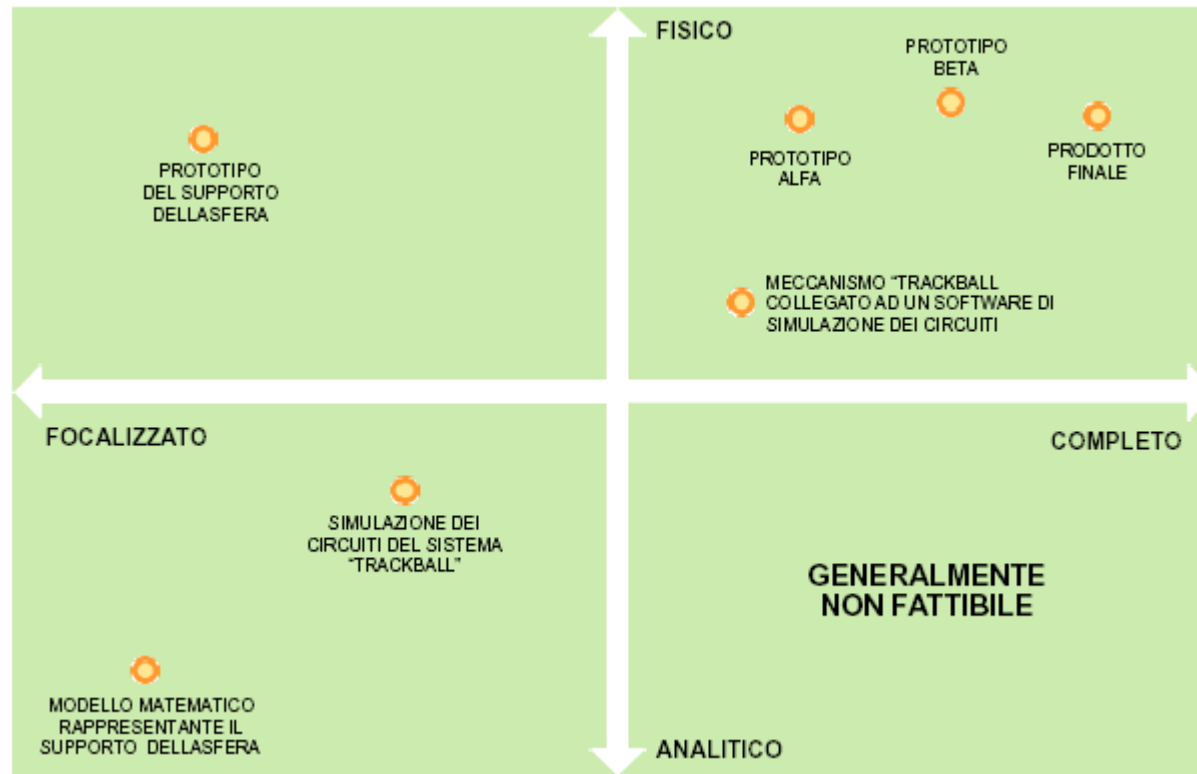 FISICO
PROTOTIPO
BETA
PROTOTIPO
DEL SUPPORTO
DELLASFERA
PROTOTIPO
ALFA
PRODOTTO
FINALE
MECCANISMO “TRACKBALL
COLLEGATO AD UN SOFTWARE DI
SIMULAZIONE DEI CIRCUITI
FOCALIZZATO
COMPLETO
SIMULAZIONE DEI
CIRCUITI DEL SISTEMA
“TRACKBALL”
GENERALMENTE
NON FATTIBILE
MODELLO MATEMATICO
RAPPRESENTANTE IL
SUPPORTO DELLASFERA
ANALITICO